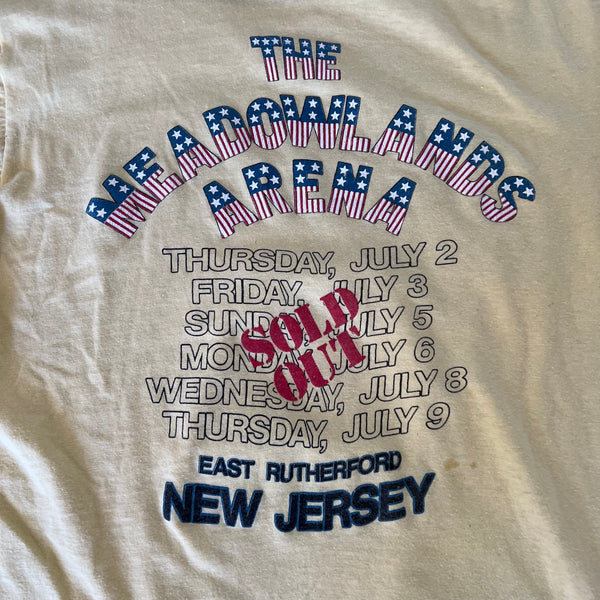 THE
MEADOWLANDS
ARENA
THURSDAY, JULY 2
FRIDAY, JULY 3
SUNDAY, JULY 5
MONDAY, JULY 6
WEDNESDAY, JULY 8
THURSDAY, JULY 9
SOLD
OUT
EAST RUTHERFORD
NEW JERSEY